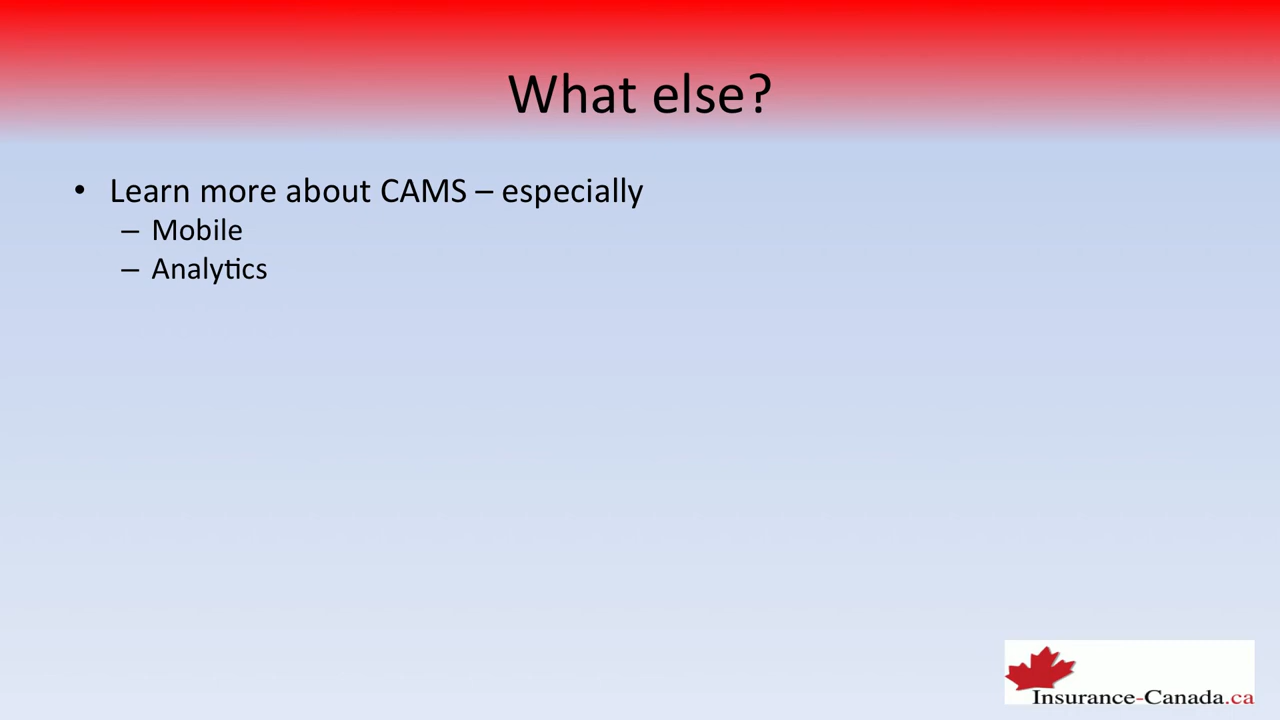 What else?
• Learn more about CAMS – especially
– Mobile
– Analytics
Insurance-Canada.ca